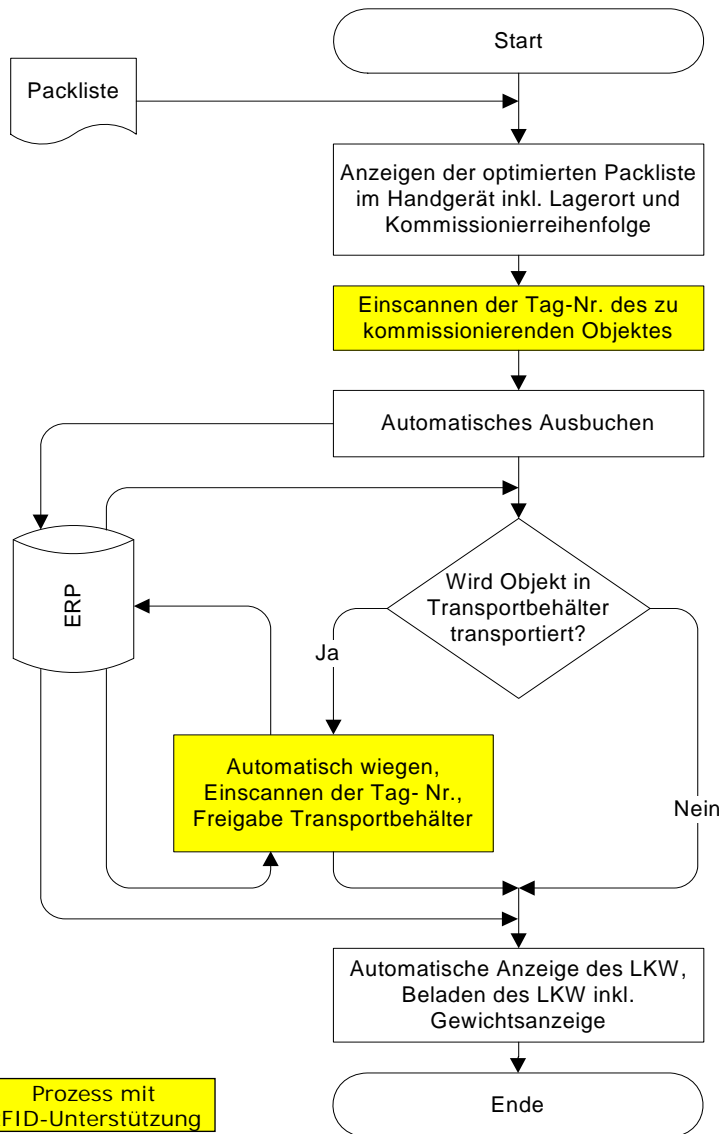 Start
Packliste
Anzeigen der optimierten Packliste
im Handgerät inkl. Lagerort und
Kommissionierreihenfolge
Einscannen der Tag-Nr. des zu
kommissionierenden Objektes
Automatisches Ausbuchen
ERP
Wird Objekt in
Transportbehälter
transportiert?
Ja
Nein
Automatisch wiegen,
Einscannen der Tag- Nr.,
Freigabe Transportbehälter
Automatische Anzeige des LKW,
Beladen des LKW inkl.
Gewichtsanzeige
Ende
Prozess mit
FID-Unterstützung